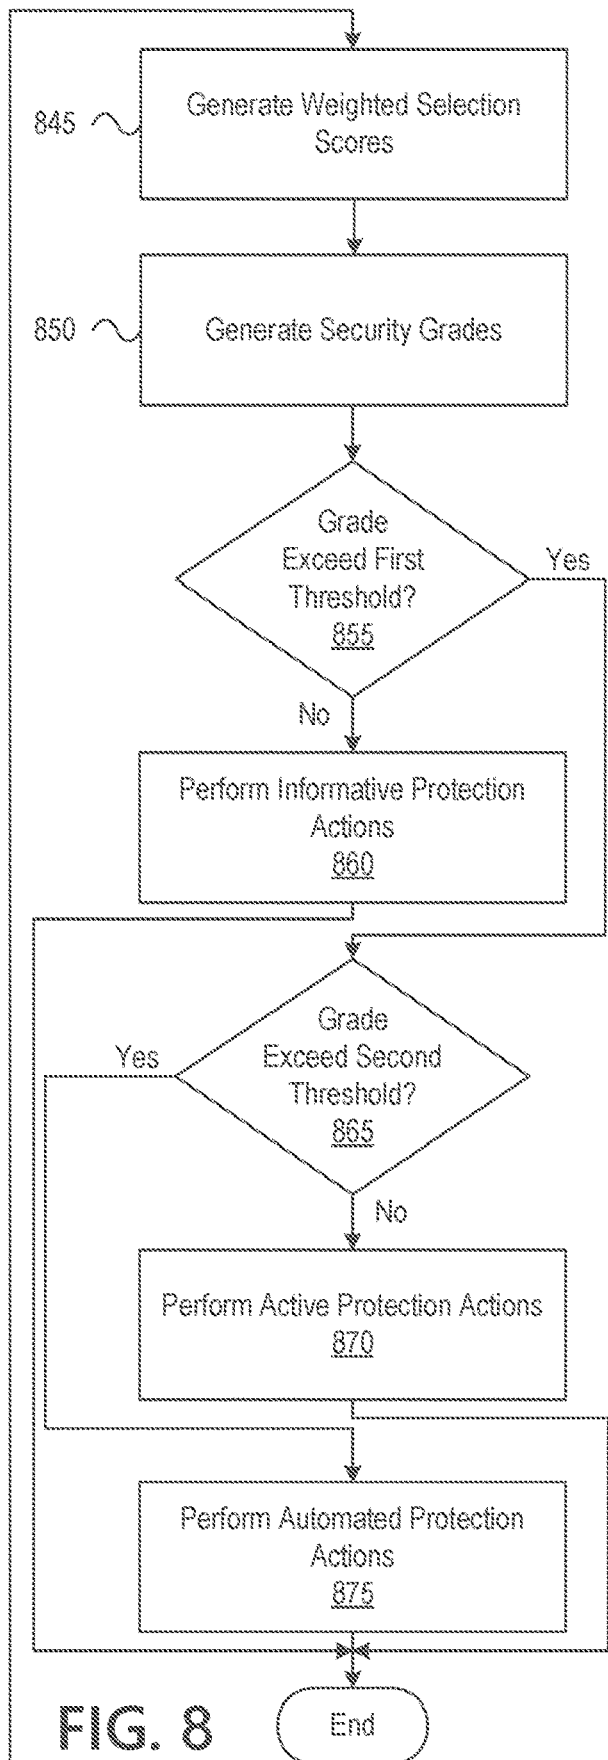 845
Generate Weighted Selection
Scores
850
Generate Security Grades
Grade
Exceed First
Threshold?
855
Yes
No
Perform Informative Protection
Actions
860
Grade
Exceed Second
Threshold?
865
Yes
No
Perform Active Protection Actions
870
Perform Automated Protection
Actions
875
FIG. 8
End